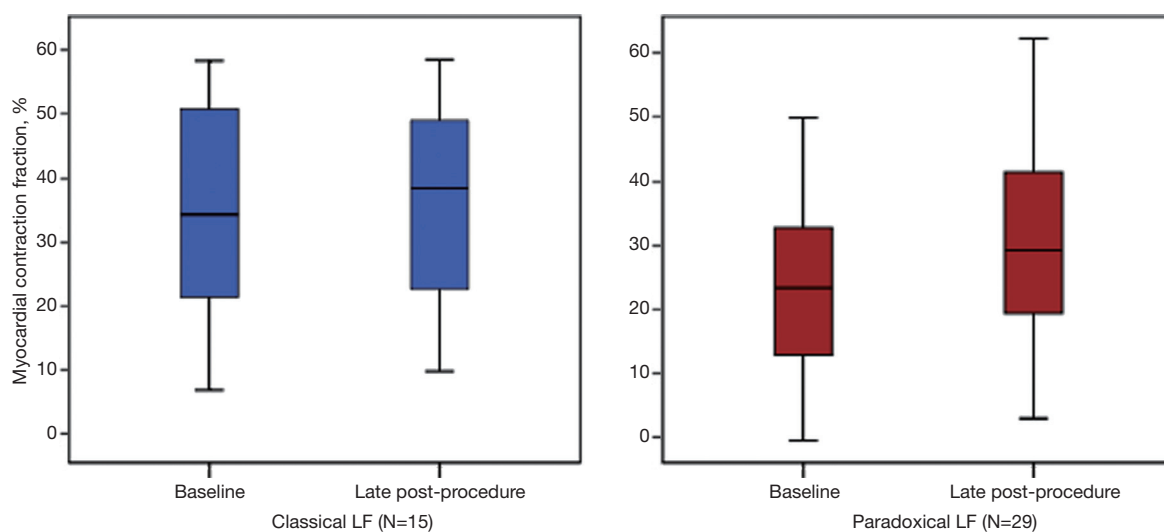 Myocardial contraction fraction, %
60
50
40
30
20
10
0
Baseline
Late post-procedure
Classical LF (N=15)
60
50
40
30
20
10
0
Baseline
Late post-procedure
Paradoxical LF (N=29)